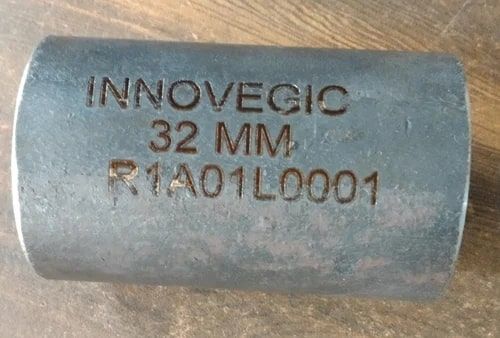 INNOVEGIC
32 MM
R1A01L0001